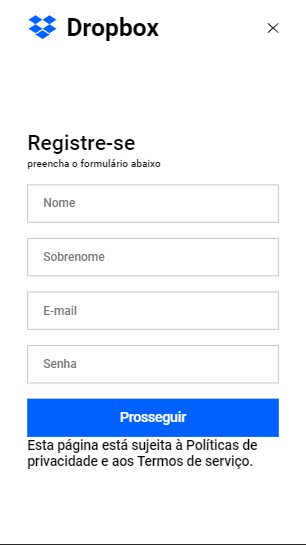 Dropbox
Registre-se
preencha o formulário abaixo
Nome
Sobrenome
E-mail
Senha
Prosseguir
Esta página está sujeita à Políticas de
privacidade e aos Termos de serviço.